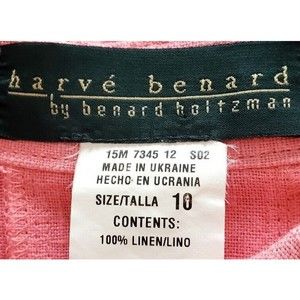 harvé benard
by benard holtzman
15M 7345 12 S02
MADE IN UKRAINE
HECHO EN UCRANIA
SIZE/TALLA 10
CONTENTS:
100% LINEN/LINO